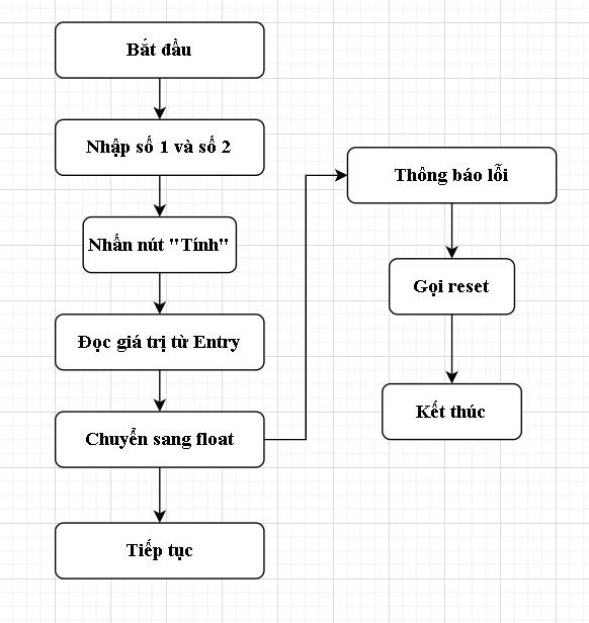 Bắt đầu
Nhập số 1 và số 2
Nhấn nút "Tính"
Đọc giá trị từ Entry
Chuyển sang float
Tiếp tục
Thông báo lỗi
Gọi reset
Kết thúc